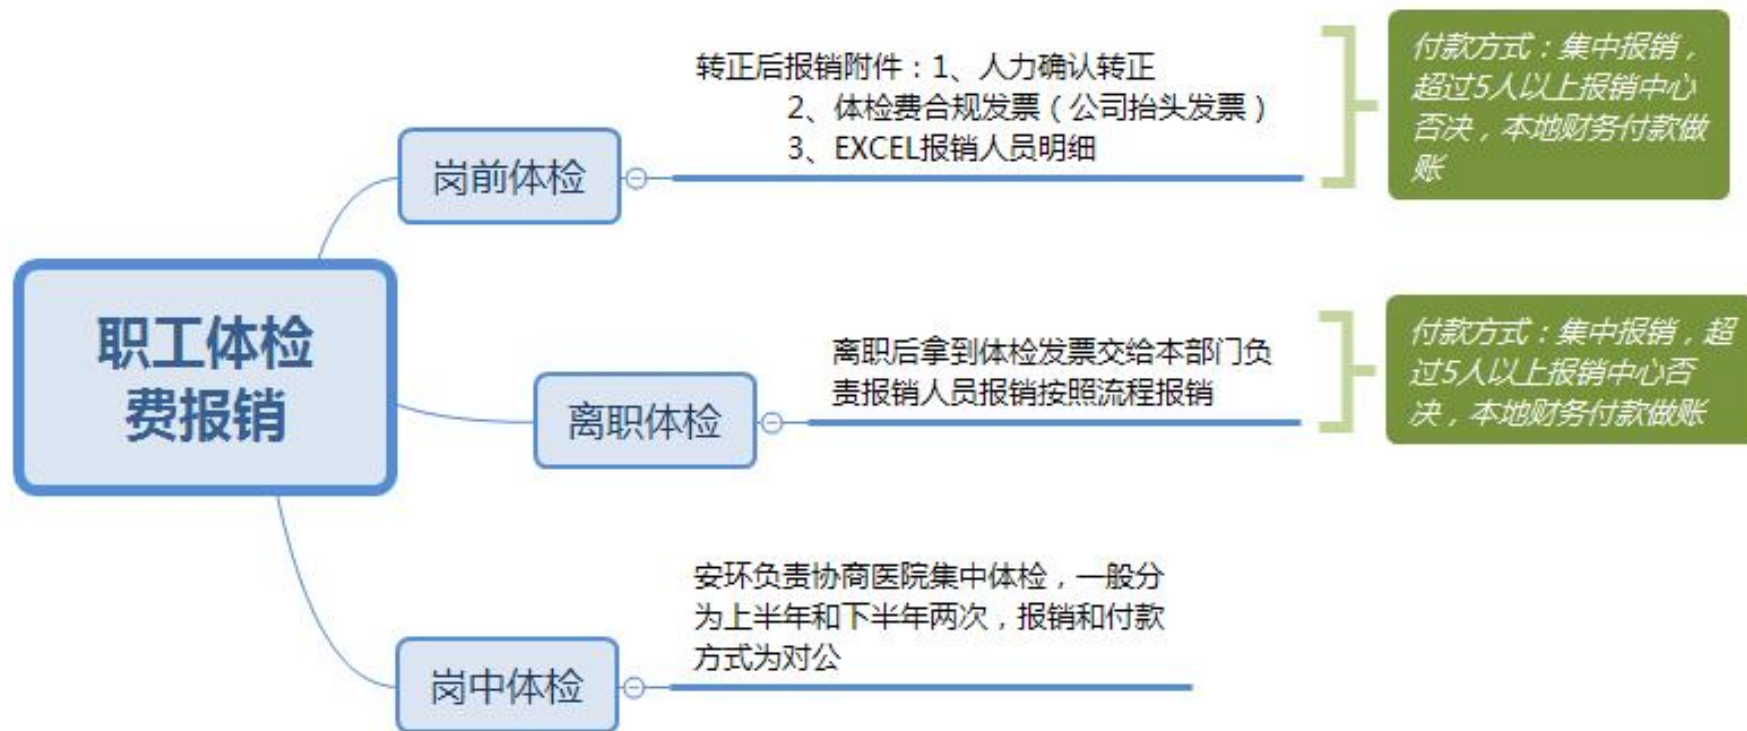 转正后报销附件：1、人力确认转正
2、体检费合规发票（公司抬头发票）
3、EXCEL报销人员明细
付款方式：集中报销，
超过5人以上报销中心
否决，本地财务付款做
账
岗前体检
职工体检
费报销
离职后拿到体检发票交给本部门负
责报销人员报销按照流程报销
付款方式：集中报销，超
过5人以上报销中心否
决，本地财务付款做账
离职体检
安环负责协商医院集中体检，一般分
为上半年和下半年两次，报销和付款
方式为对公
岗中体检